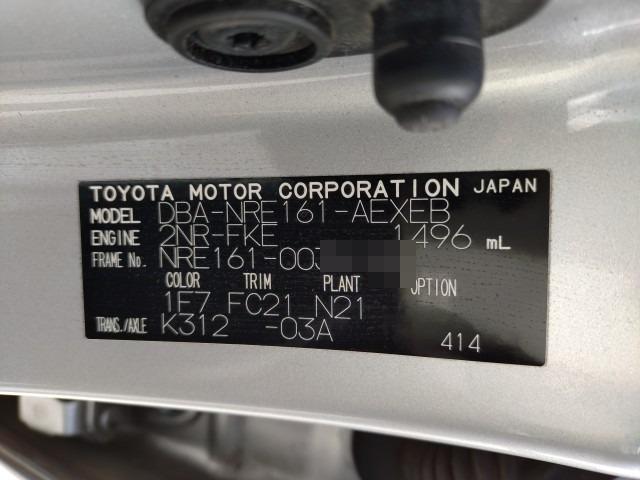 TOYOTA MOTOR CORPORATION JAPAN
MODEL DBA-NRE161-AEXEB
ENGINE 2NR-FKE 1496 mL
FRAME No. NRE161-003
COLOR TRIM PLANT OPTION
1F7 FC21 N21
TRANS./AXLE K312 -03A
414